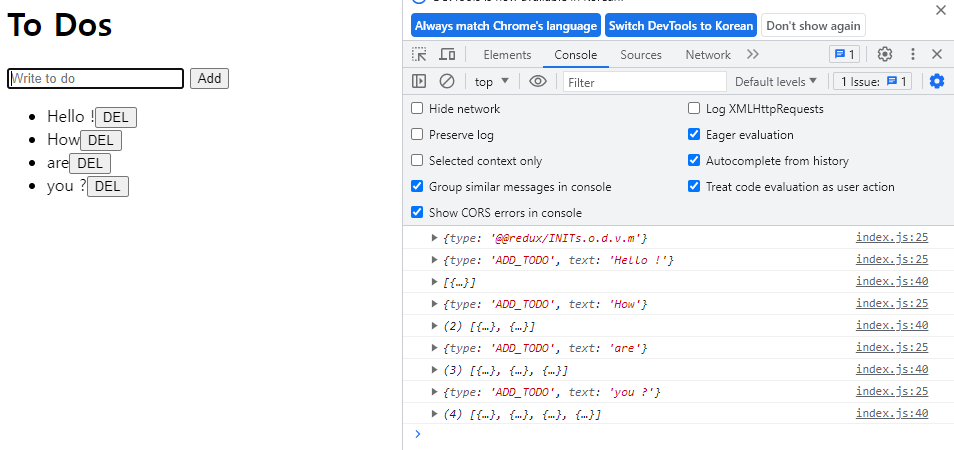 To Dos
Write to do Add
Hello ! DEL
How DEL
are DEL
you ? DEL
Always match Chrome's language Switch DevTools to Korean Don't show again
Elements Console Sources Network 1
top Filter Default levels 1 Issue: 1
Hide network Log XMLHttpRequests
Preserve log Eager evaluation
Selected context only Autocomplete from history
Group similar messages in console Treat code evaluation as user action
Show CORS errors in console
{type: '@@redux/INITs.o.d.v.m'} index.js:25
{type: 'ADD_TODO', text: 'Hello !'} index.js:25
[{…}] index.js:40
{type: 'ADD_TODO', text: 'How'} index.js:25
(2) [{…}, {…}] index.js:40
{type: 'ADD_TODO', text: 'are'} index.js:25
(3) [{…}, {…}, {…}] index.js:40
{type: 'ADD_TODO', text: 'you ?'} index.js:25
(4) [{…}, {…}, {…}, {…}] index.js:40